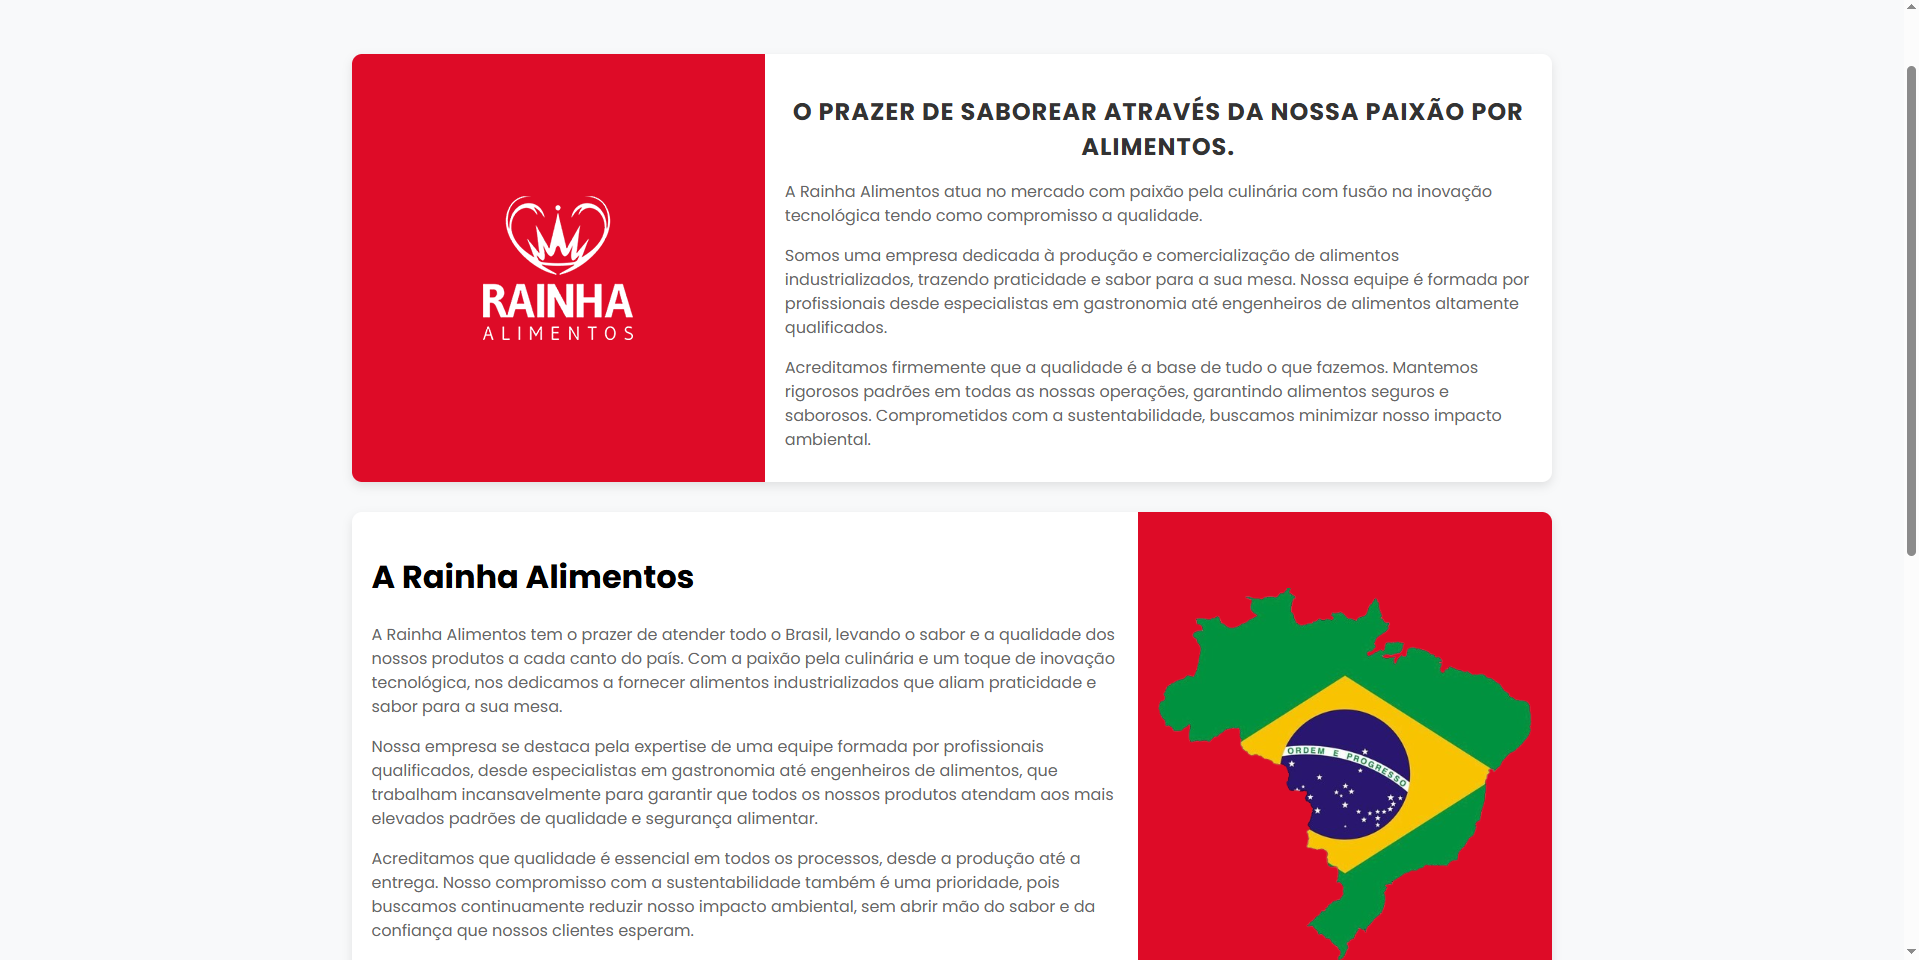 RAINHA
ALIMENTOS
O PRAZER DE SABOREAR ATRAVÉS DA NOSSA PAIXÃO POR
ALIMENTOS.
A Rainha Alimentos atua no mercado com paixão pela culinária com fusão na inovação
tecnológica tendo como compromisso a qualidade.
Somos uma empresa dedicada à produção e comercialização de alimentos
industrializados, trazendo praticidade e sabor para a sua mesa. Nossa equipe é formada por
profissionais desde especialistas em gastronomia até engenheiros de alimentos altamente
qualificados.
Acreditamos firmemente que a qualidade é a base de tudo o que fazemos. Mantemos
rigorosos padrões em todas as nossas operações, garantindo alimentos seguros e
saborosos. Comprometidos com a sustentabilidade, buscamos minimizar nosso impacto
ambiental.
A Rainha Alimentos
A Rainha Alimentos tem o prazer de atender todo o Brasil, levando o sabor e a qualidade dos
nossos produtos a cada canto do país. Com a paixão pela culinária e um toque de inovação
tecnológica, nos dedicamos a fornecer alimentos industrializados que aliam praticidade e
sabor para a sua mesa.
Nossa empresa se destaca pela expertise de uma equipe formada por profissionais
qualificados, desde especialistas em gastronomia até engenheiros de alimentos, que
trabalham incansavelmente para garantir que todos os nossos produtos atendam aos mais
elevados padrões de qualidade e segurança alimentar.
Acreditamos que qualidade é essencial em todos os processos, desde a produção até a
entrega. Nosso compromisso com a sustentabilidade também é uma prioridade, pois
buscamos continuamente reduzir nosso impacto ambiental, sem abrir mão do sabor e da
confiança que nossos clientes esperam.
ORDEM E PROGRESSO